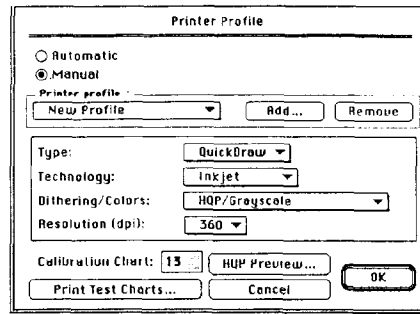 Printer Profile
Automatic
Manual
Printer profile
New Profile Add... Remove
Type: QuickDraw
Technology: Inkjet
Dithering/Colors: HQP/Grayscale
Resolution (dpi): 360
Calibration Chart: 13 HQP Preview...
OK
Print Test Charts... Cancel